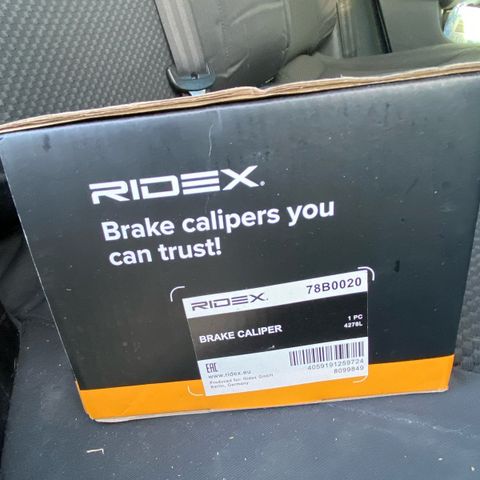 RIDEX.
Brake calipers you
can trust!
RIDEX. 78B0020
1 PC
4278L
BRAKE CALIPER
EAC
www.ridex.eu
Produced for: Ridex GmbH
Berlin, Germany
4059191259724
8099849